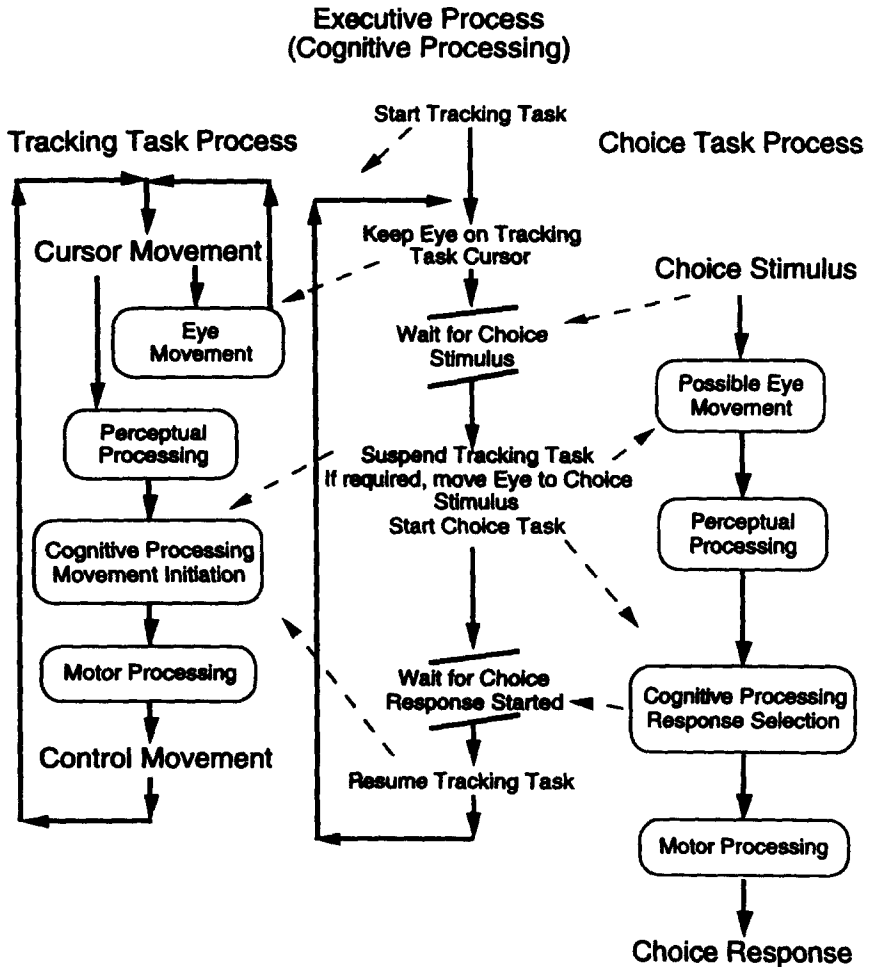 Executive Process
(Cognitive Processing)
Start Tracking Task
Tracking Task Process
Choice Task Process
Cursor Movement
Keep Eye on Tracking
Task Cursor
Choice Stimulus
Eye
Movement
Wait for Choice
Stimulus
Possible Eye
Movement
Perceptual
Processing
Suspend Tracking Task
If required, move Eye to Choice
Stimulus
Start Choice Task
Perceptual
Processing
Cognitive Processing
Movement Initiation
Motor Processing
Wait for Choice
Response Started
Cognitive Processing
Response Selection
Control Movement
Resume Tracking Task
Motor Processing
Choice Response